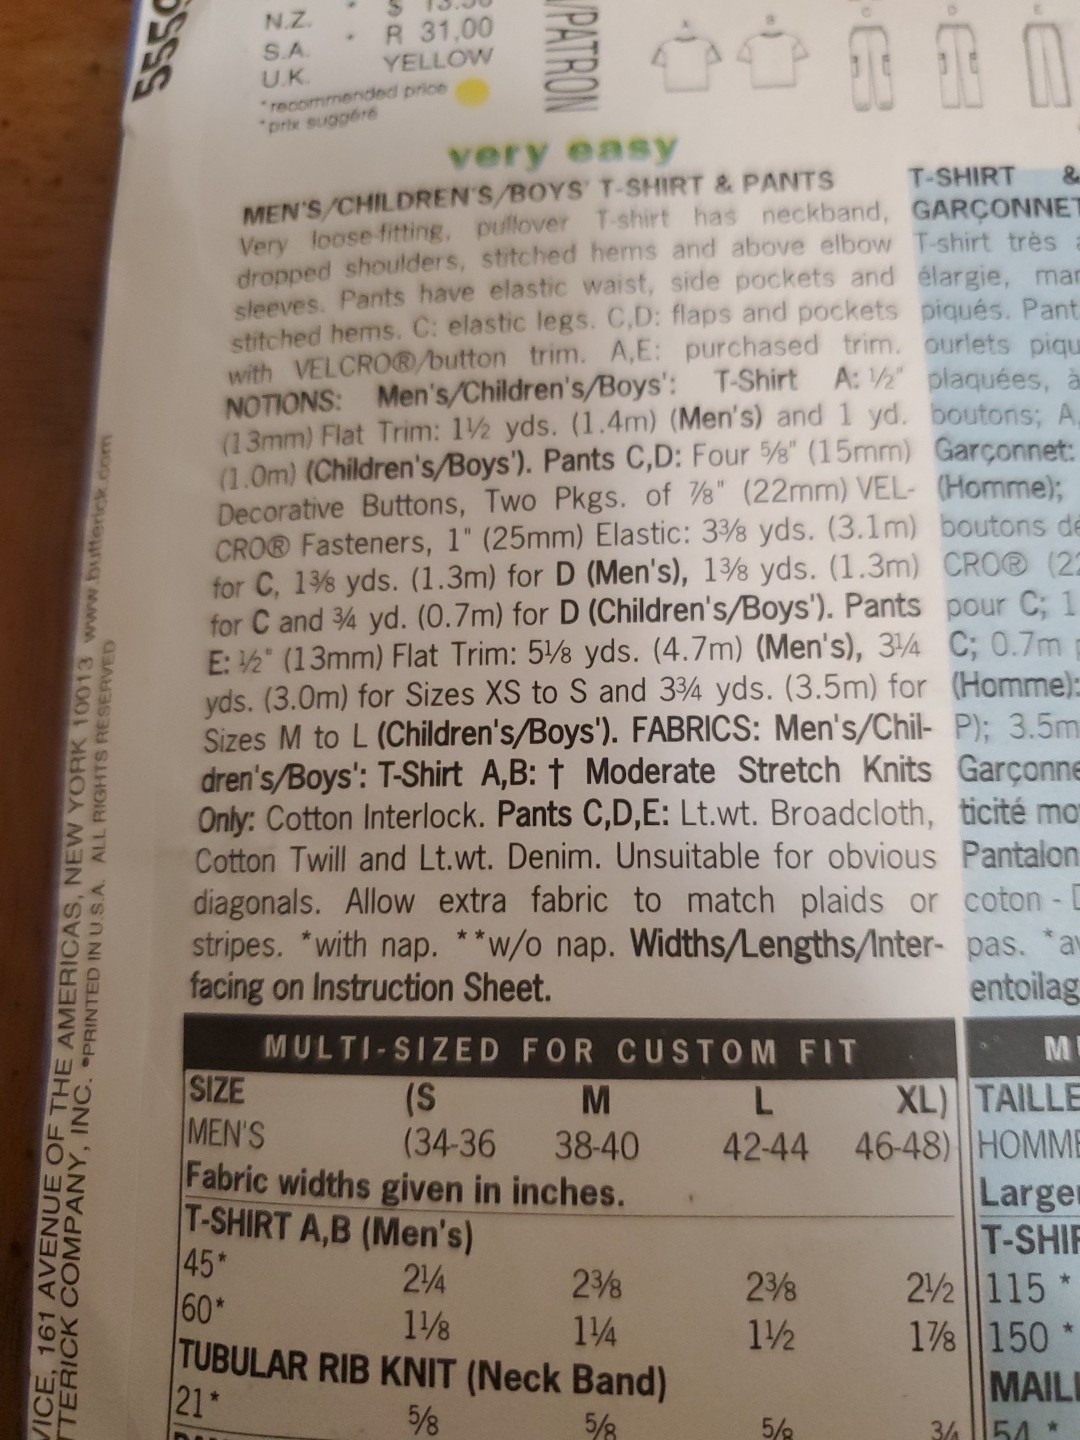 5559
N.Z. * $ 13.50
S.A. * R 31,00
U.K. YELLOW
*recommended price
*prix suggéré
/PATRON
A B C D E
very easy
MEN'S/CHILDREN'S/BOYS' T-SHIRT & PANTS
Very loose-fitting, pullover T-shirt has neckband,
dropped shoulders, stitched hems and above elbow
sleeves. Pants have elastic waist, side pockets and
stitched hems. C: elastic legs. C,D: flaps and pockets
with VELCRO®/button trim. A,E: purchased trim.
NOTIONS: Men's/Children's/Boys': T-Shirt A: ½"
(13mm) Flat Trim: 1½ yds. (1.4m) (Men's) and 1 yd.
(1.0m) (Children's/Boys'). Pants C,D: Four ⅝" (15mm)
Decorative Buttons, Two Pkgs. of ⅞" (22mm) VEL-
CRO® Fasteners, 1" (25mm) Elastic: 3⅜ yds. (3.1m)
for C, 1⅜ yds. (1.3m) for D (Men's), 1⅜ yds. (1.3m)
for C and ¾ yd. (0.7m) for D (Children's/Boys'). Pants
E: ½" (13mm) Flat Trim: 5⅛ yds. (4.7m) (Men's), 3¼
yds. (3.0m) for Sizes XS to S and 3¾ yds. (3.5m) for
Sizes M to L (Children's/Boys'). FABRICS: Men's/Chil-
dren's/Boys': T-Shirt A,B: † Moderate Stretch Knits
Only: Cotton Interlock. Pants C,D,E: Lt.wt. Broadcloth,
Cotton Twill and Lt.wt. Denim. Unsuitable for obvious
diagonals. Allow extra fabric to match plaids or
stripes. *with nap. **w/o nap. Widths/Lengths/Inter-
facing on Instruction Sheet.
MULTI-SIZED FOR CUSTOM FIT
SIZE (S M L XL)
MEN'S (34-36 38-40 42-44 46-48)
Fabric widths given in inches.
T-SHIRT A,B (Men's)
45* 2¼ 2⅜ 2⅜ 2½
60* 1⅛ 1¼ 1½ 1⅞
TUBULAR RIB KNIT (Neck Band)
21* ⅝ ⅝ ⅝ ¾
T-SHIRT &
GARÇONNET
T-shirt très
élargie,
piqués. Pant
ourlets piqu
plaquées, à
boutons; A,
Garçonnet:
(Homme);
boutons
CRO® (22
pour C; 1
C; 0.7m
(Homme):
P); 3.5m
Garçonne
ticité mo
Pantalon
coton -
pas. *
entoilag
TAILLE
HOMME
Large
T-SHIR
115 *
150 *
MAIL
54 *
VICE, 161 AVENUE OF THE AMERICAS, NEW YORK 10013 www.butterick.com
TTERICK COMPANY, INC. •PRINTED IN U.S.A. ALL RIGHTS RESERVED